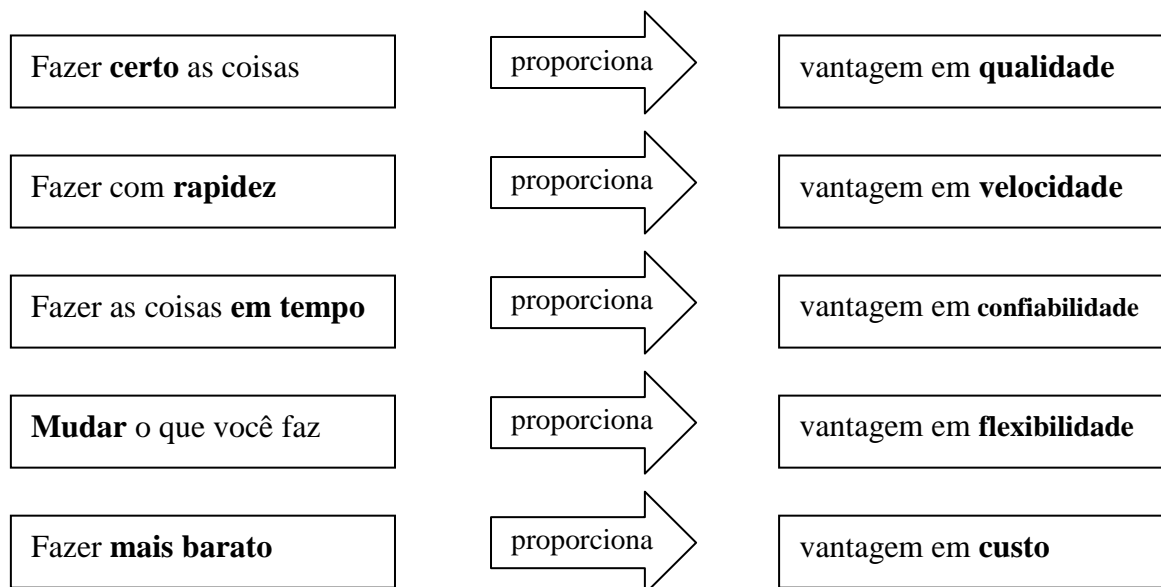 Fazer certo as coisas
proporciona
vantagem em qualidade
Fazer com rapidez
proporciona
vantagem em velocidade
Fazer as coisas em tempo
proporciona
vantagem em confiabilidade
Mudar o que você faz
proporciona
vantagem em flexibilidade
Fazer mais barato
proporciona
vantagem em custo